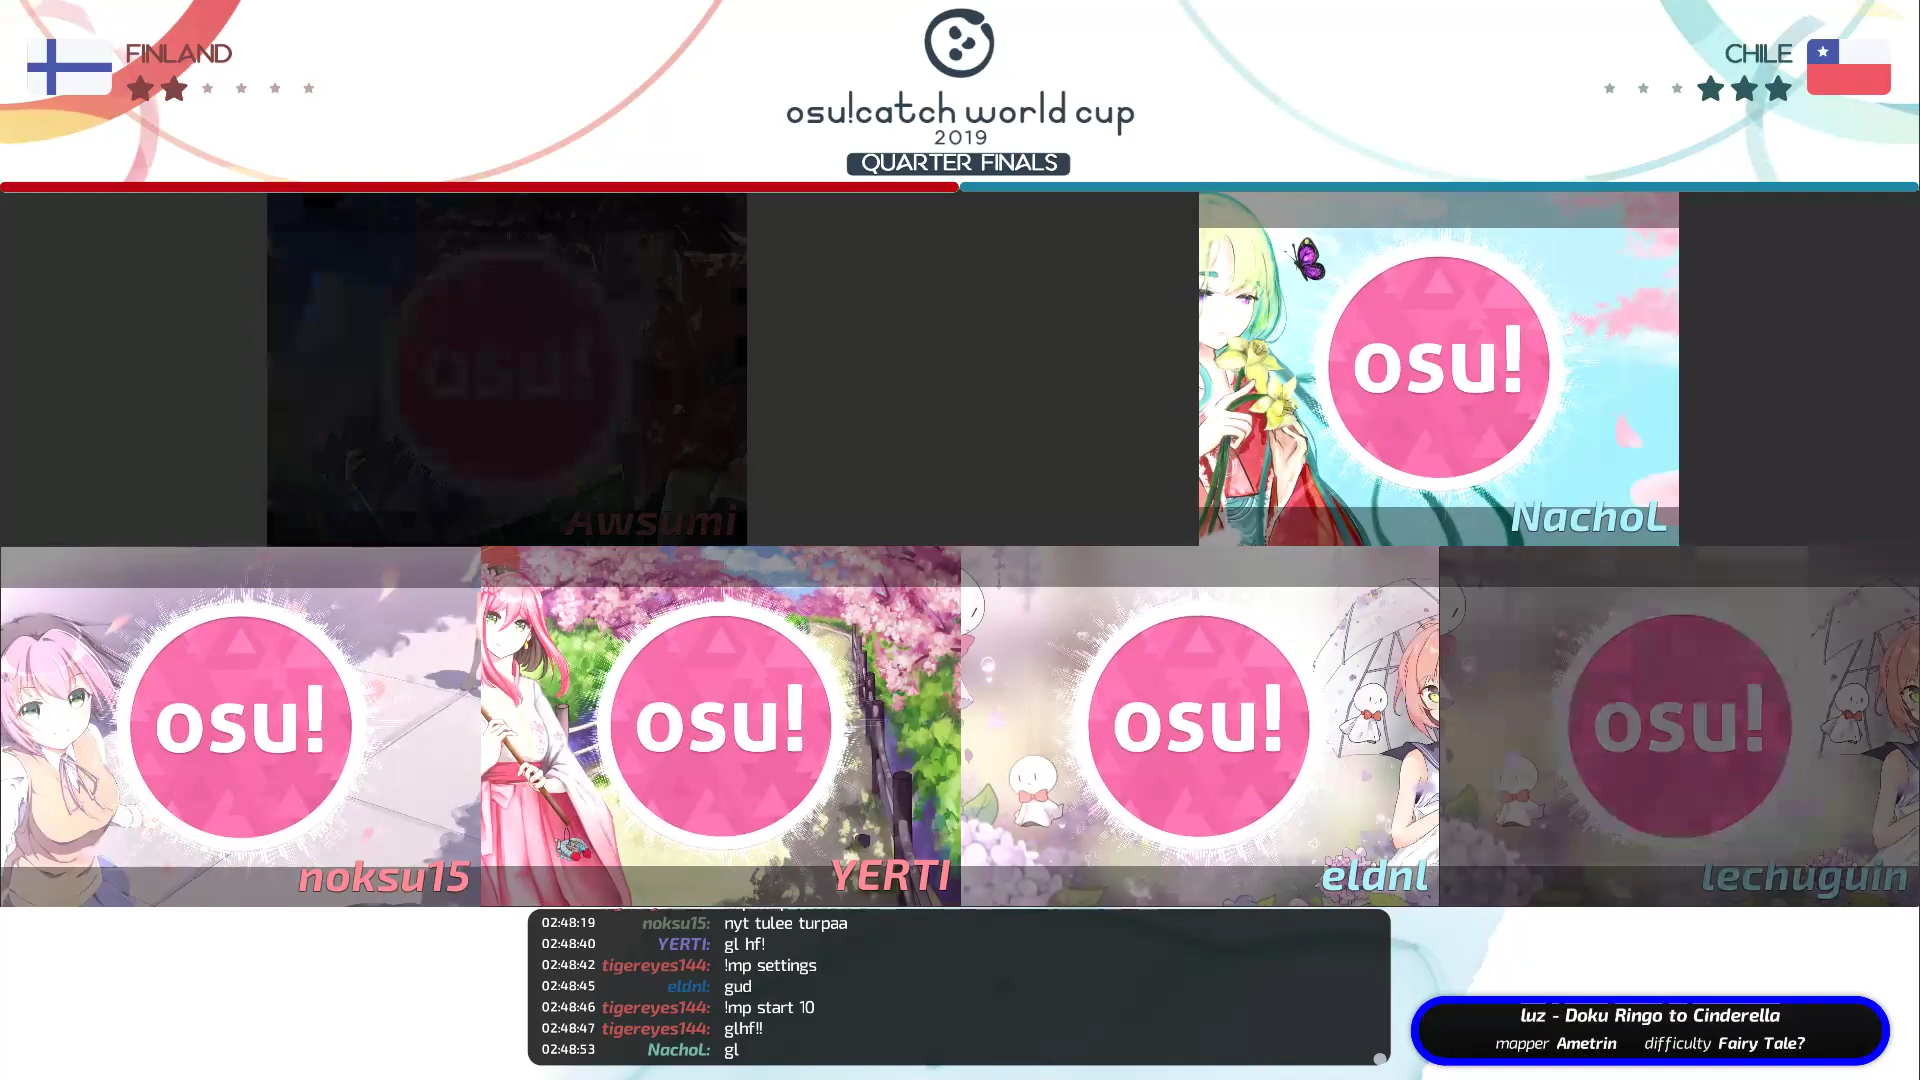 FINLAND
CHILE
osu!catch world cup
2019
QUARTER FINALS
osu!
Awsumi
osu!
NachoL
osu!
noksu15
osu!
YERTI
osu!
eldnl
osu!
lechuguin
02:48:19 noksu15: nyt tulee turpaa
02:48:40 YERTI: gl hf!
02:48:42 tigereyes144: !mp settings
02:48:45 eldnl: gud
02:48:46 tigereyes144: !mp start 10
02:48:47 tigereyes144: glhf!!
02:48:53 NachoL: gl
luz - Doku Ringo to Cinderella
mapper Ametrin difficulty Fairy Tale?